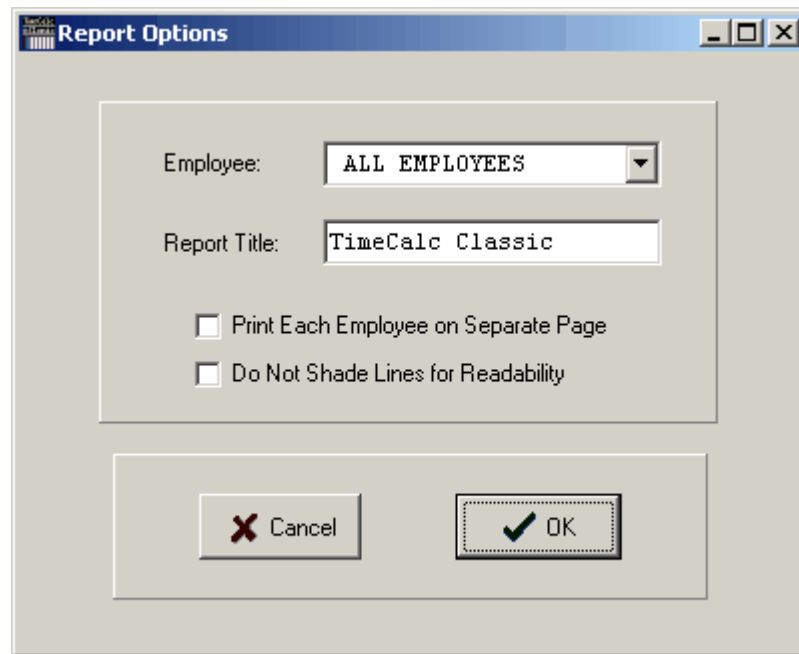 Report Options
Employee: ALL EMPLOYEES
Report Title: TimeCalc Classic
Print Each Employee on Separate Page
Do Not Shade Lines for Readability
Cancel OK